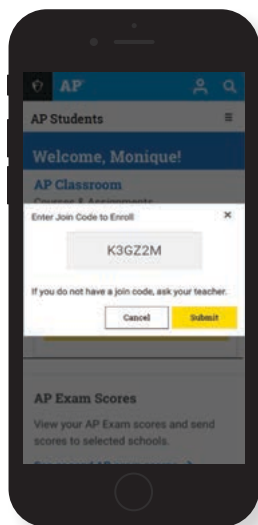 AP
AP Students
Welcome, Monique!
AP Classroom
Courses & Assignments
Enter Join Code to Enroll ×
K3GZ2M
If you do not have a join code, ask your teacher.
Cancel Submit
AP Exam Scores
View your AP Exam scores and send
scores to selected schools.